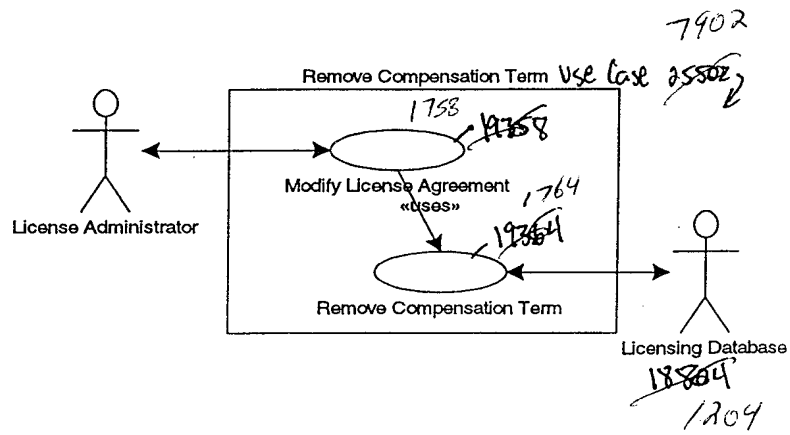 7902
Remove Compensation Term Use Case 25502
1758
19358
Modify License Agreement
«uses»
1764
19364
License Administrator
Remove Compensation Term
Licensing Database
18804
1204